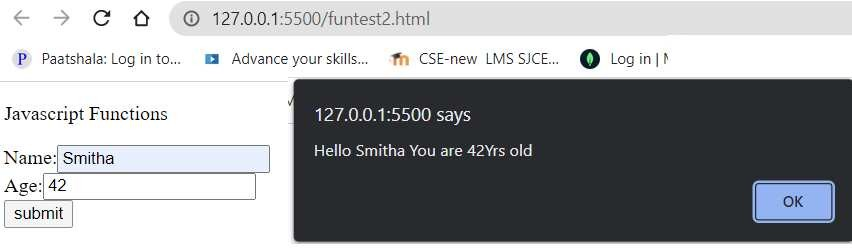 127.0.0.1:5500/funtest2.html
P Paatshala: Log in to... Advance your skills... CSE-new LMS SJCE... Log in |
Javascript Functions
Name:Smitha
Age:42
submit
127.0.0.1:5500 says
Hello Smitha You are 42Yrs old
OK